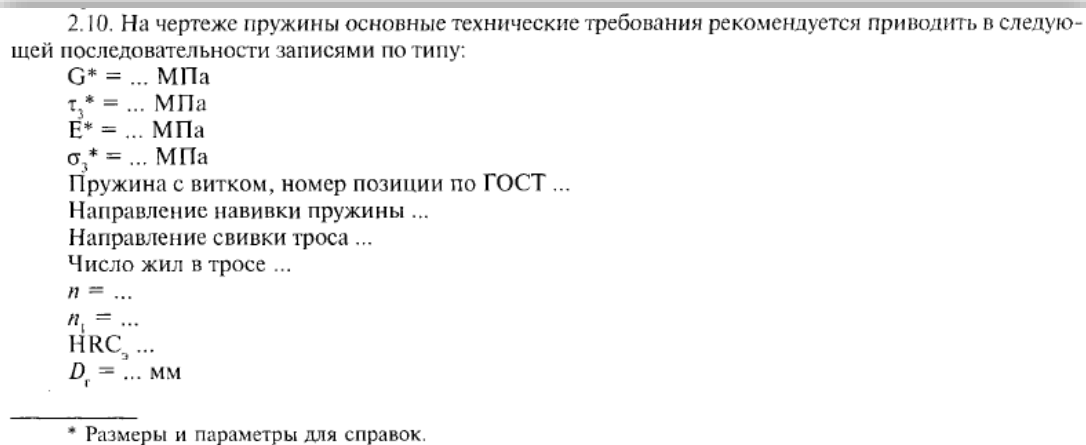 2.10. На чертеже пружины основные технические требования рекомендуется приводить в следую-
щей последовательности записями по типу:
G* = ... МПа
τ₃* = ... МПа
E* = ... МПа
σ₃* = ... МПа
Пружина с витком, номер позиции по ГОСТ ...
Направление навивки пружины ...
Направление свивки троса ...
Число жил в тросе ...
n = ...
n₁ = ...
HRCэ ...
Dг = ... мм
* Размеры и параметры для справок.